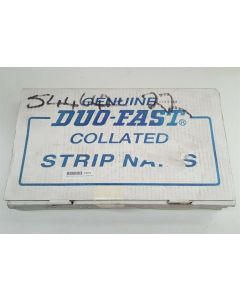 GENUINE
DUO-FAST®
COLLATED
STRIP NA  S